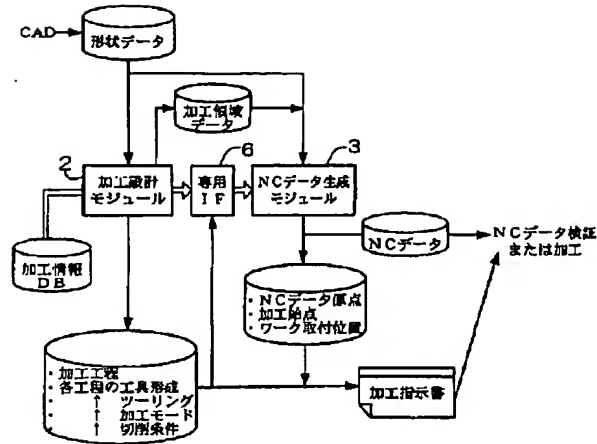 CAD
形状データ
加工領域
データ
2
加工設計
モジュール
6
専用
IF
3
NCデータ生成
モジュール
加工情報
DB
NCデータ
NCデータ検証
または加工
・NCデータ原点
・加工始点
・ワーク取付位置
・加工工程
・各工程の工具形成
・ ↑ ツーリング
・ ↑ 加工モード
・ ↑ 切削条件
加工指示書